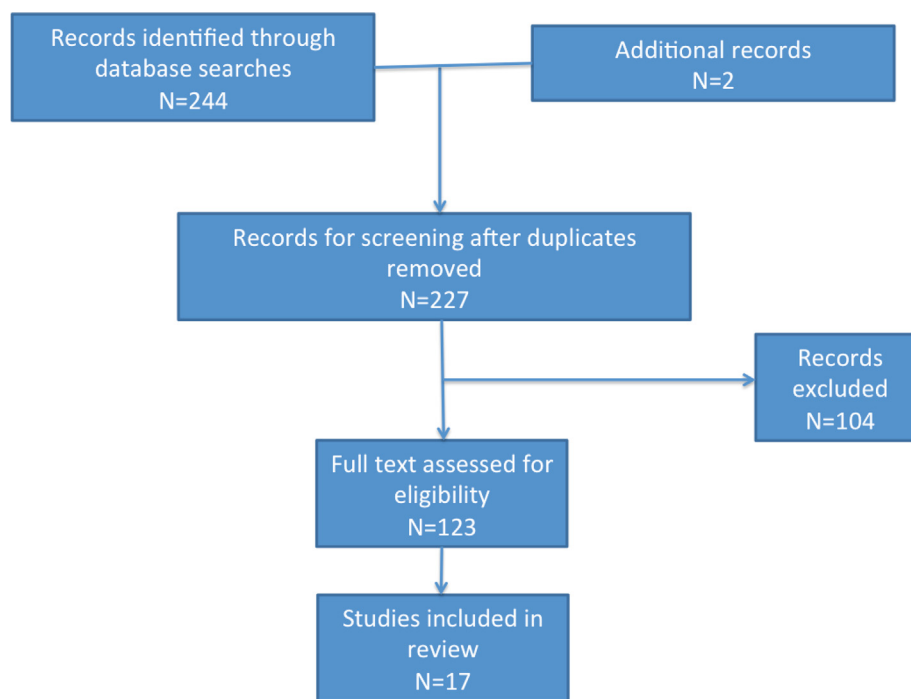 Records identified through
database searches
N=244
Additional records
N=2
Records for screening after duplicates
removed
N=227
Records
excluded
N=104
Full text assessed for
eligibility
N=123
Studies included in
review
N=17